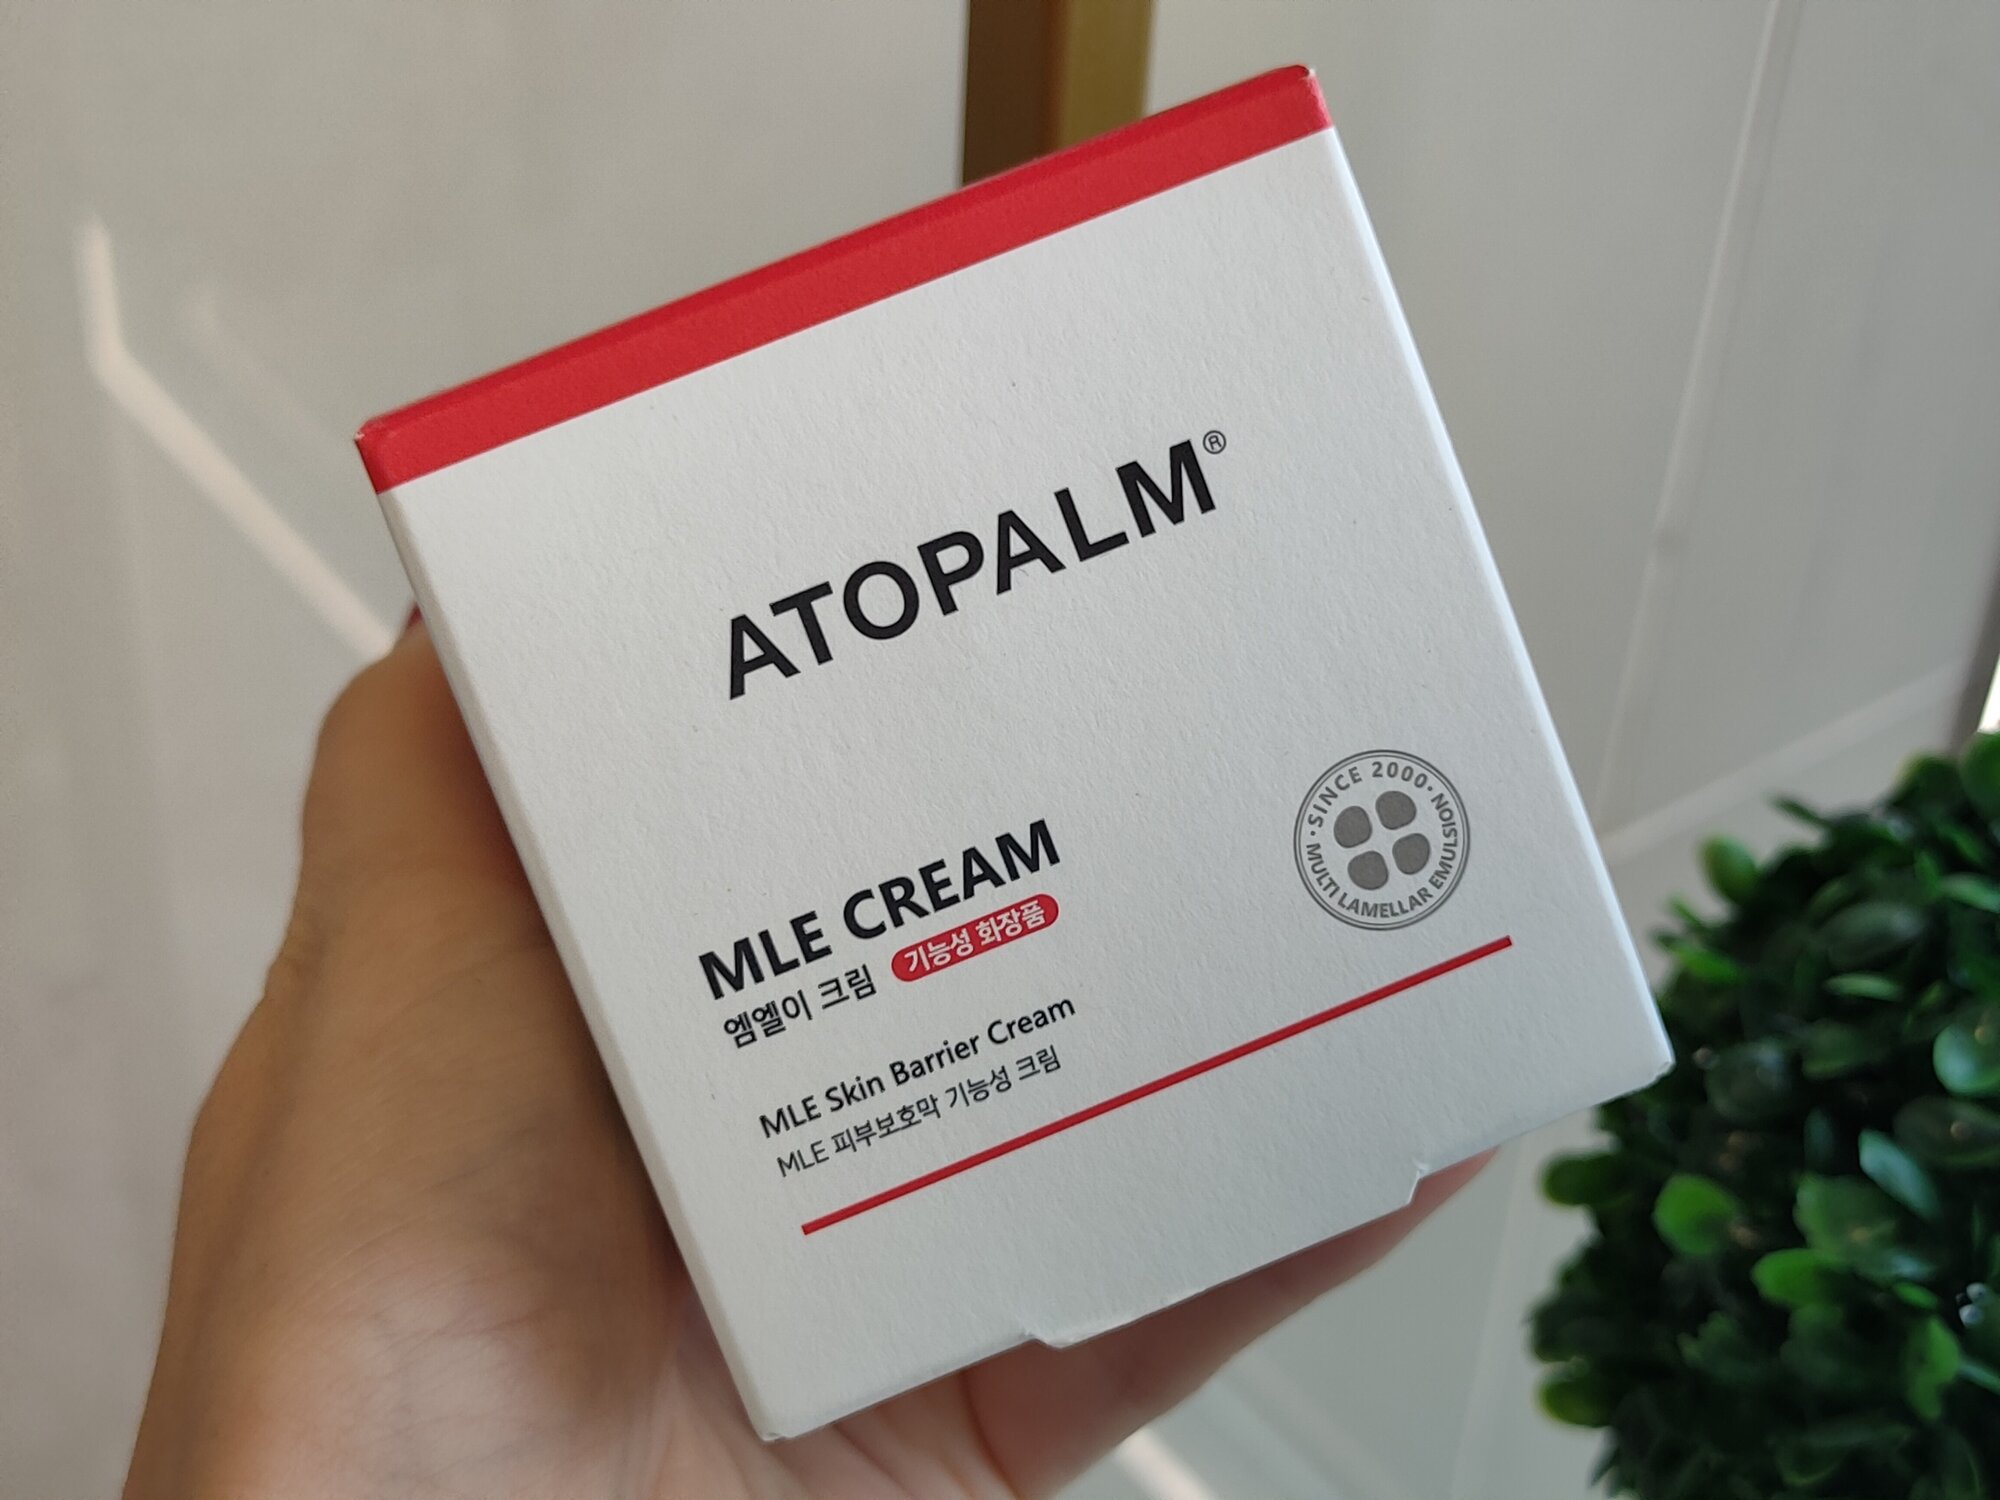 ATOPALM®
MLE CREAM
엠엘이 크림 기능성 화장품
MLE Skin Barrier Cream
MLE 피부보호막 기능성 크림
· SINCE 2000 · MULTI LAMELLAR EMULSION